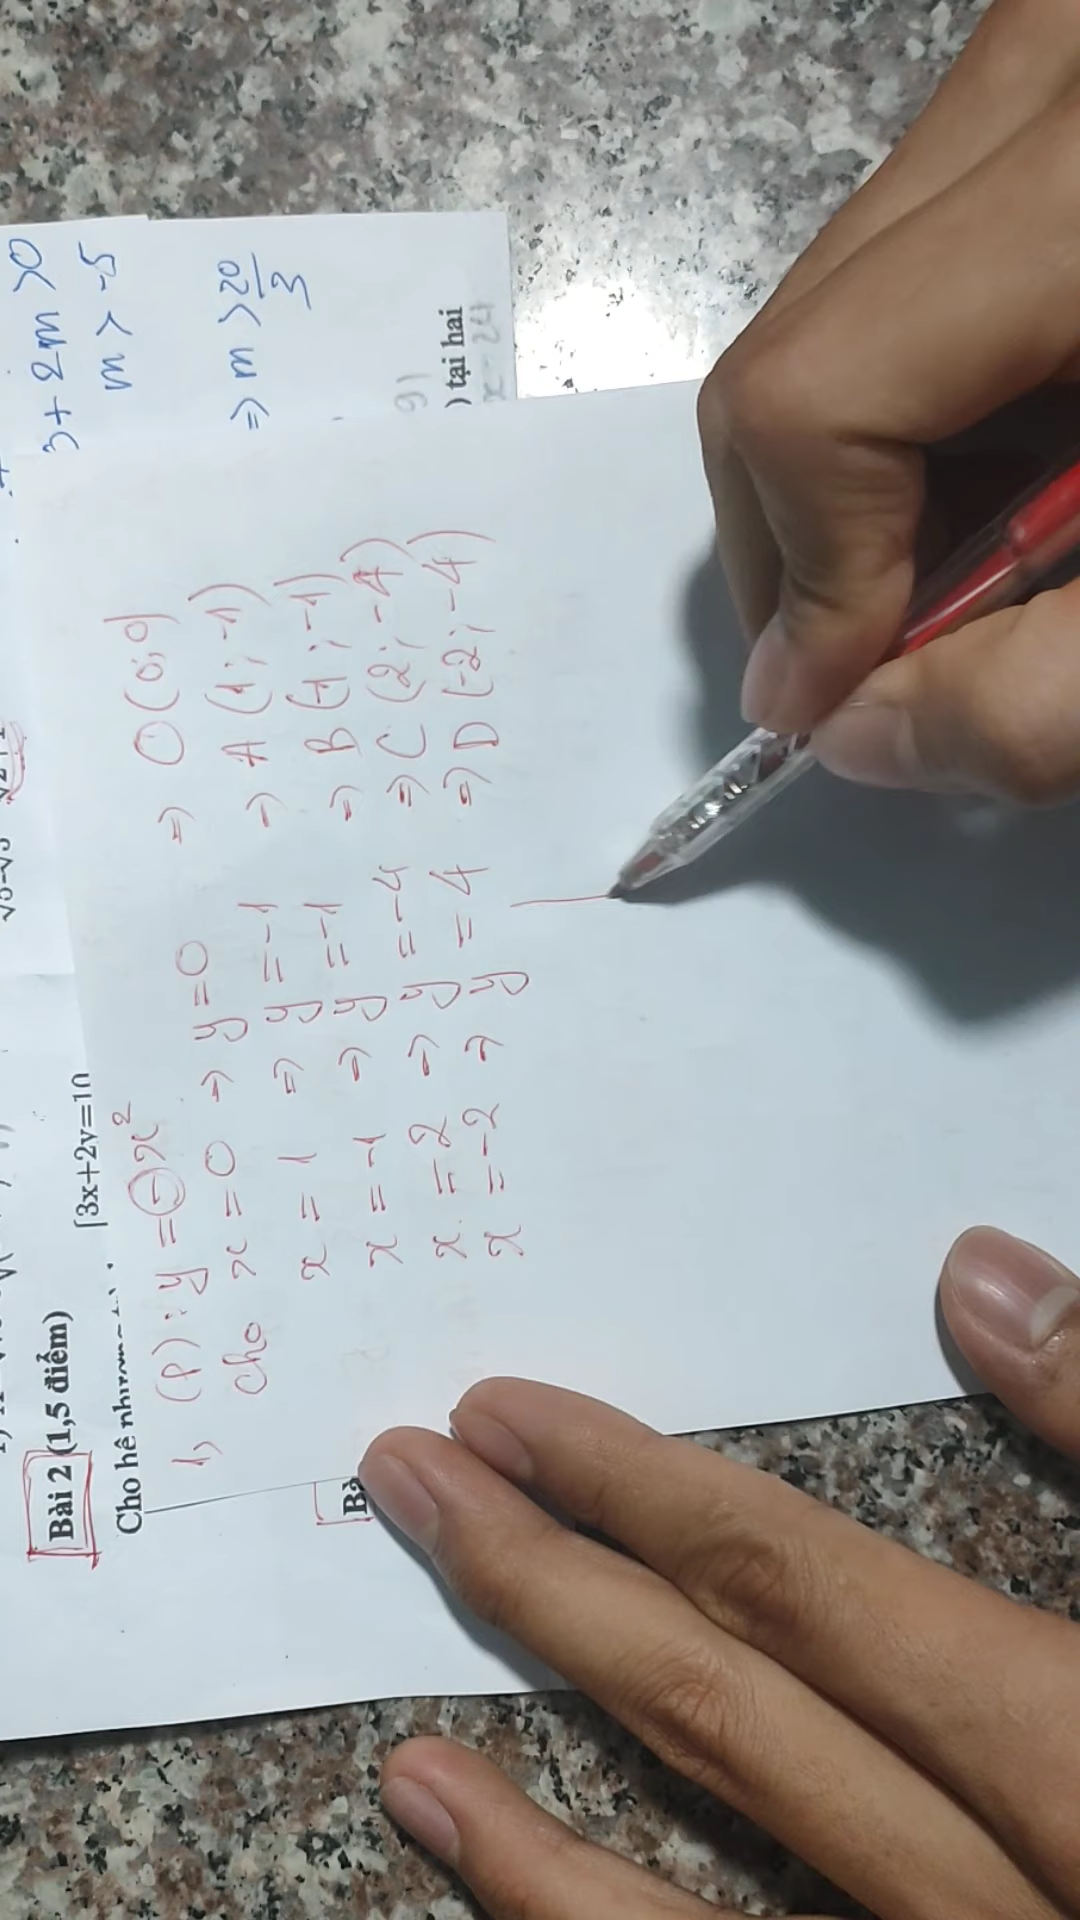 3 + 2m > 0
m > -5
=> m > 20/3
Bài 2 (1,5 điểm)
3x+2y=10
Cho hệ
1, (P) : y = -x²
Cho x = 0 => y = 0 => O (0;0)
x = 1 => y = -1 => A (1; -1)
x = -1 => y = -1 => B (-1; -1)
x = 2 => y = -4 => C (2; -4)
x = -2 => y = 4 => D (-2; -4)
) tại hai